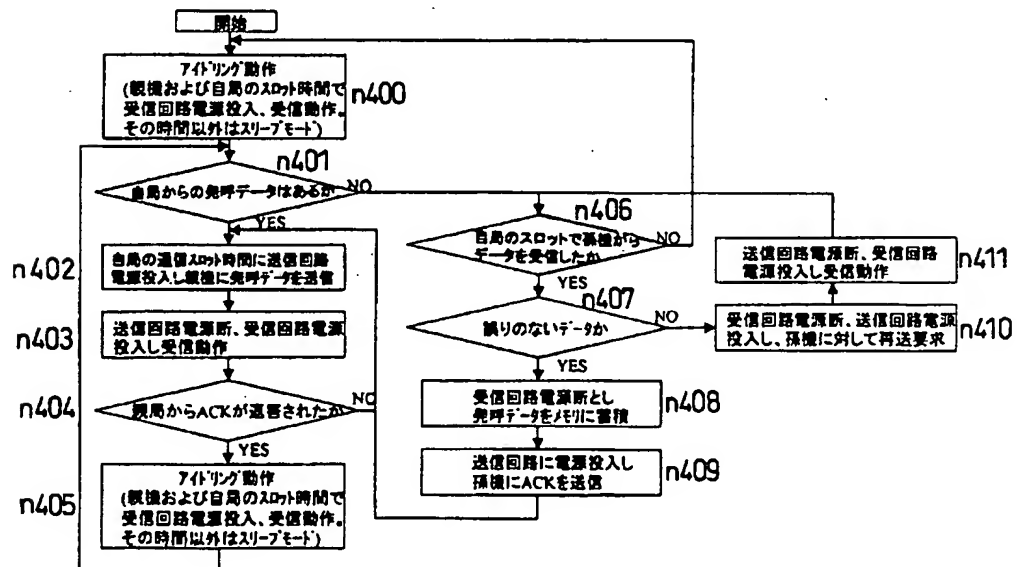 開始
アイドリング動作
(親機および自局のスロット時間で
受信回路電源投入、受信動作。
その時間以外はスリープモード)
n400
n401
自局からの発呼データはあるか
NO
YES
n402
自局の通信スロット時間に送信回路
電源投入し親機に発呼データを送信
n403
送信回路電源断、受信回路電源
投入し受信動作
n404
親局からACKが返答されたか
NO
YES
n405
アイドリング動作
(親機および自局のスロット時間で
受信回路電源投入、受信動作。
その時間以外はスリープモード)
n406
自局のスロットで孫機から
データを受信したか
NO
YES
n407
誤りのないデータか
NO
YES
受信回路電源断とし
発呼データをメモリに蓄積
n408
送信回路に電源投入し
孫機にACKを送信
n409
受信回路電源断、送信回路電源
投入し、孫機に対して再送要求
n410
送信回路電源断、受信回路
電源投入し受信動作
n411